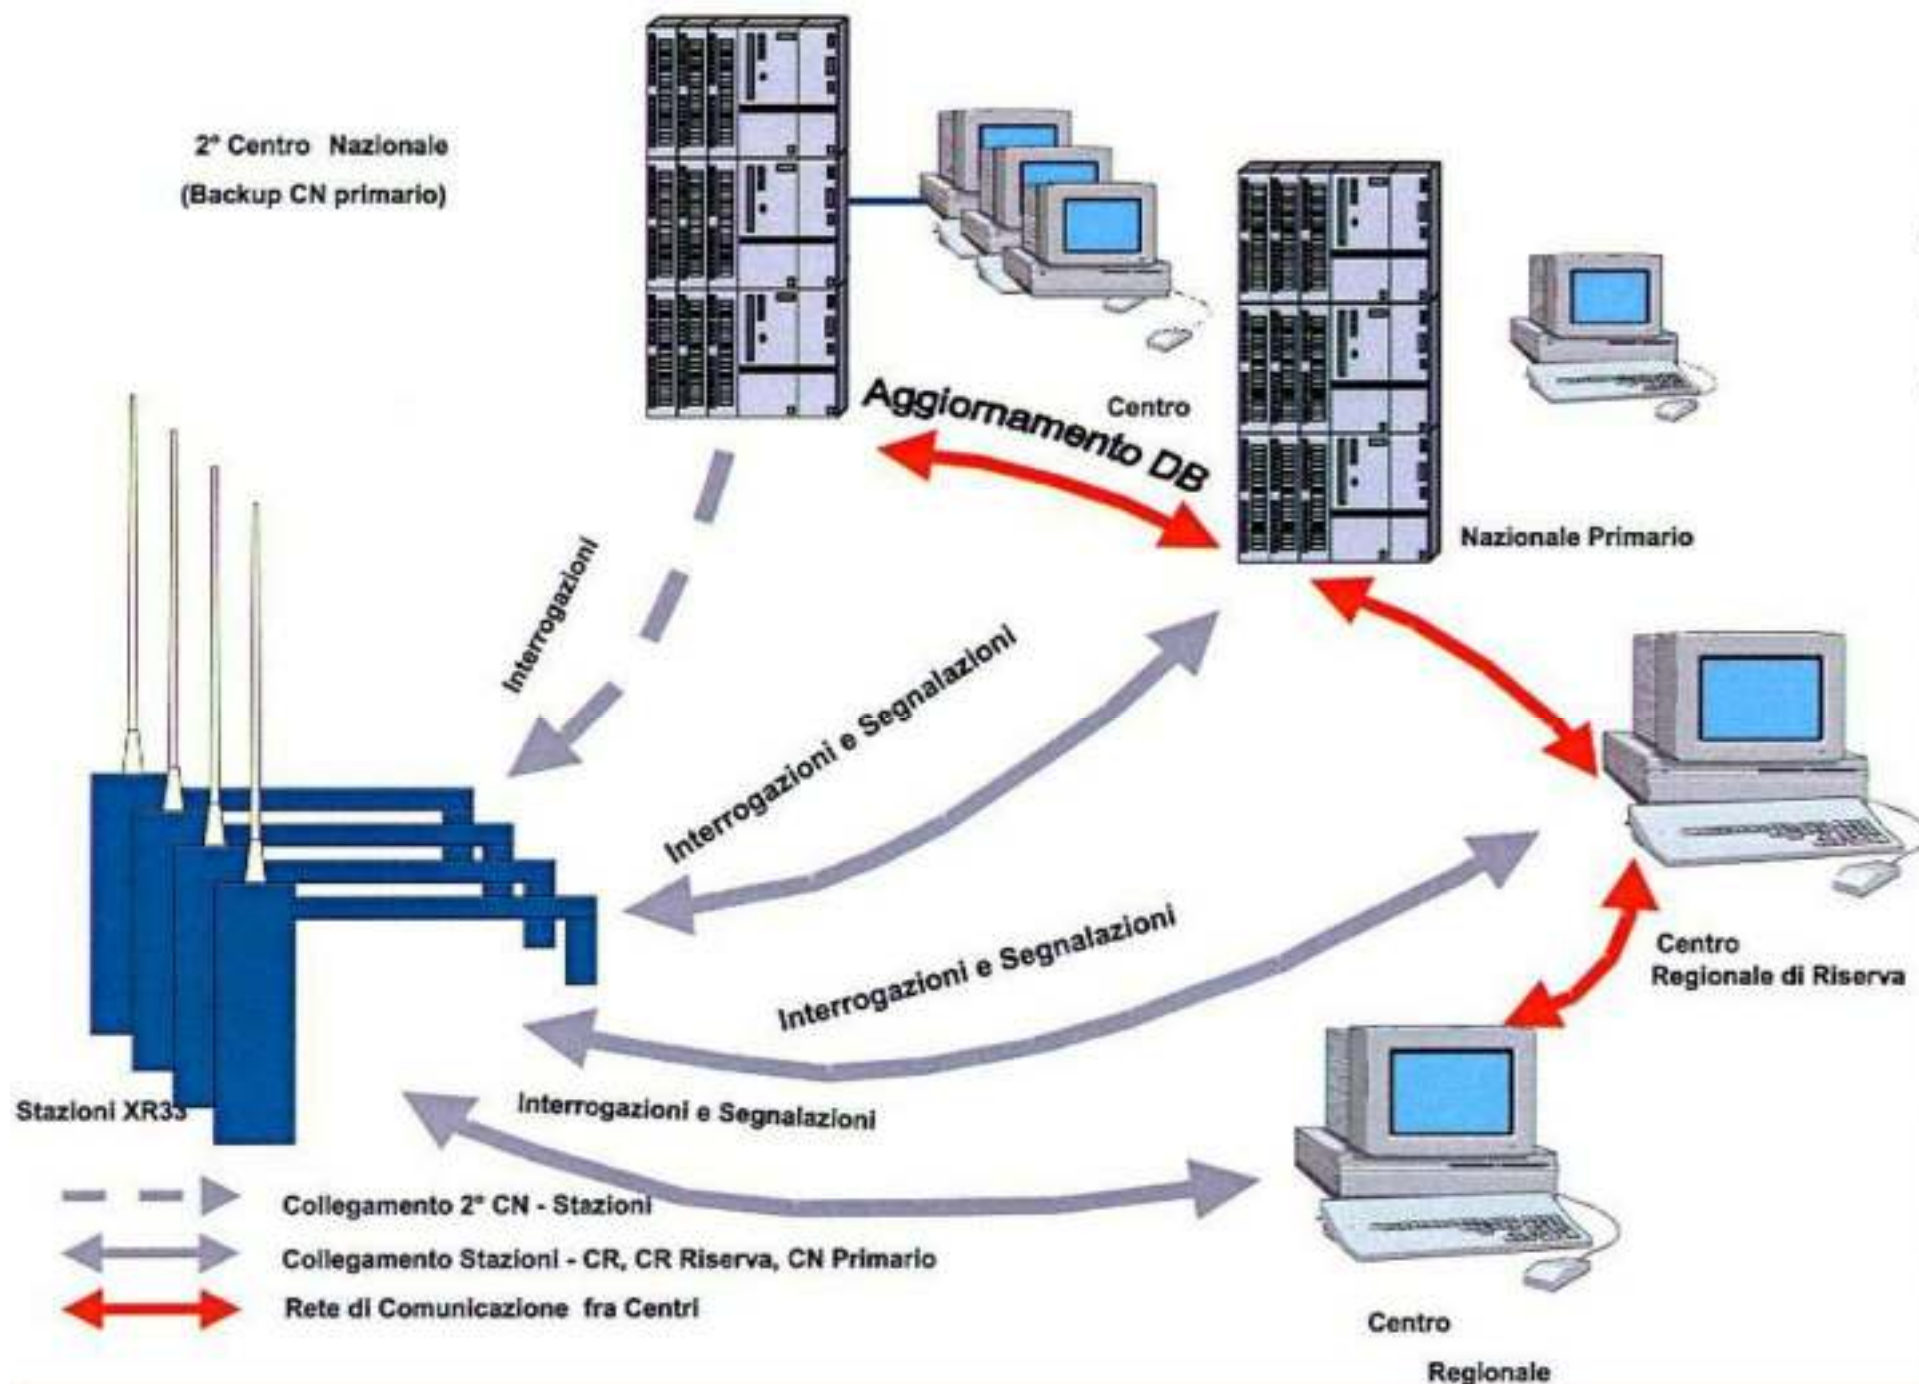 2° Centro Nazionale
(Backup CN primario)
Aggiornamento DB
Centro
Nazionale Primario
Interrogazioni
Interrogazioni e Segnalazioni
Interrogazioni e Segnalazioni
Centro
Regionale di Riserva
Interrogazioni e Segnalazioni
Stazioni XR33
Collegamento 2° CN - Stazioni
Collegamento Stazioni - CR, CR Riserva, CN Primario
Rete di Comunicazione fra Centri
Centro
Regionale